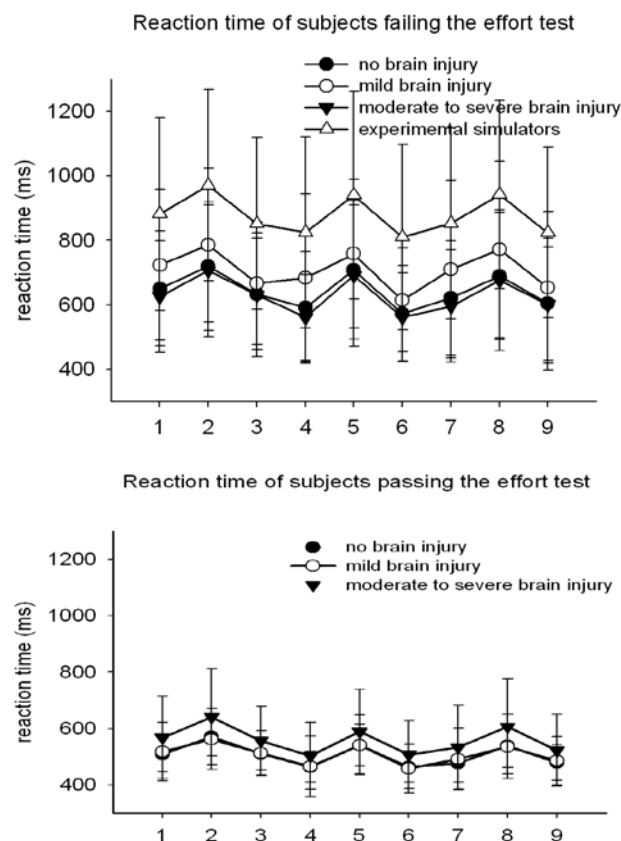 Reaction time of subjects failing the effort test
no brain injury
mild brain injury
moderate to severe brain injury
experimental simulators
reaction time (ms)
1200
1000
800
600
400
1 2 3 4 5 6 7 8 9
Reaction time of subjects passing the effort test
no brain injury
mild brain injury
moderate to severe brain injury
reaction time (ms)
1200
1000
800
600
400
1 2 3 4 5 6 7 8 9